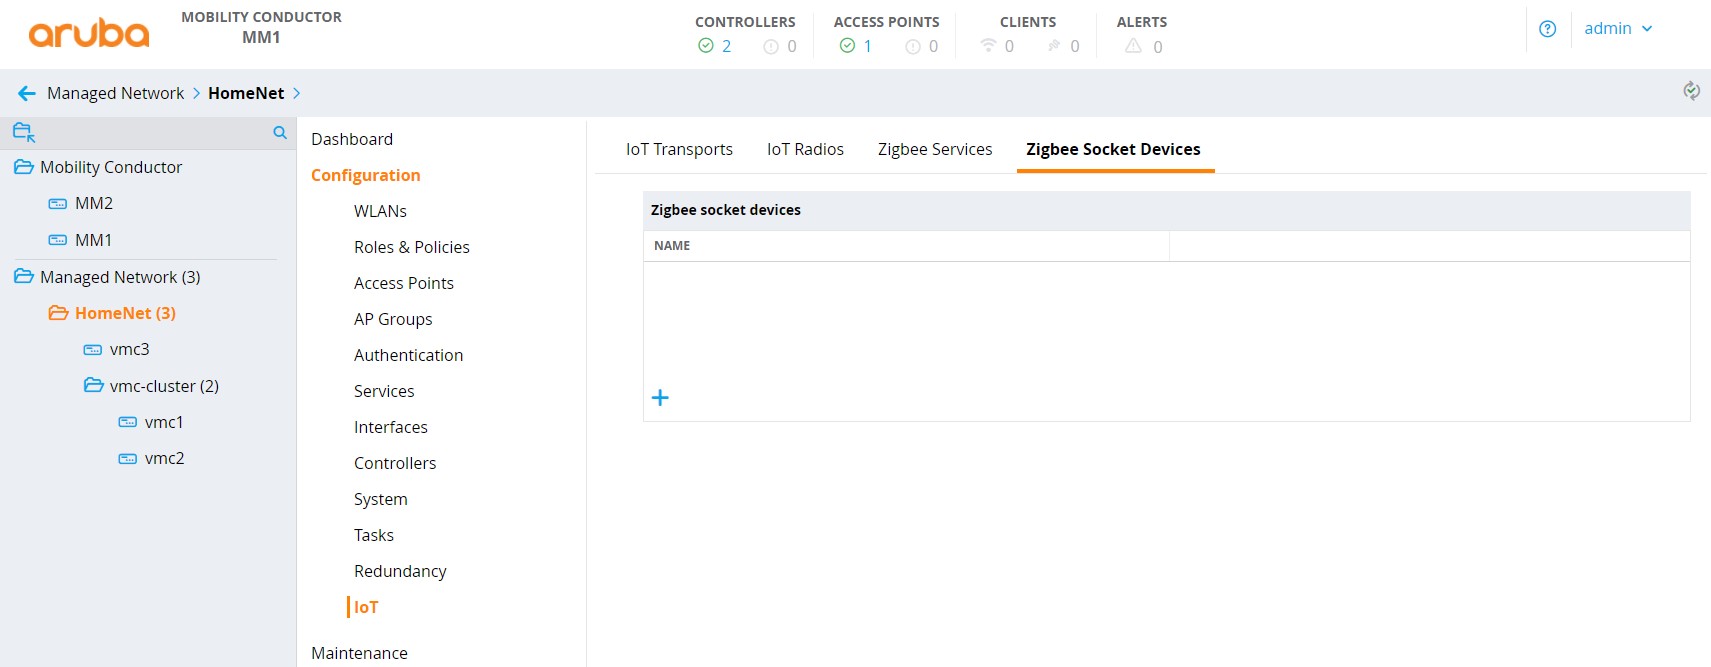 aruba
MOBILITY CONDUCTOR
MM1
CONTROLLERS
2 0
ACCESS POINTS
1 0
CLIENTS
0 0
ALERTS
0
admin
Managed Network > HomeNet >
Mobility Conductor
MM2
MM1
Managed Network (3)
HomeNet (3)
vmc3
vmc-cluster (2)
vmc1
vmc2
Dashboard
Configuration
WLANs
Roles & Policies
Access Points
AP Groups
Authentication
Services
Interfaces
Controllers
System
Tasks
Redundancy
IoT
Maintenance
IoT Transports IoT Radios Zigbee Services Zigbee Socket Devices
Zigbee socket devices
NAME
+